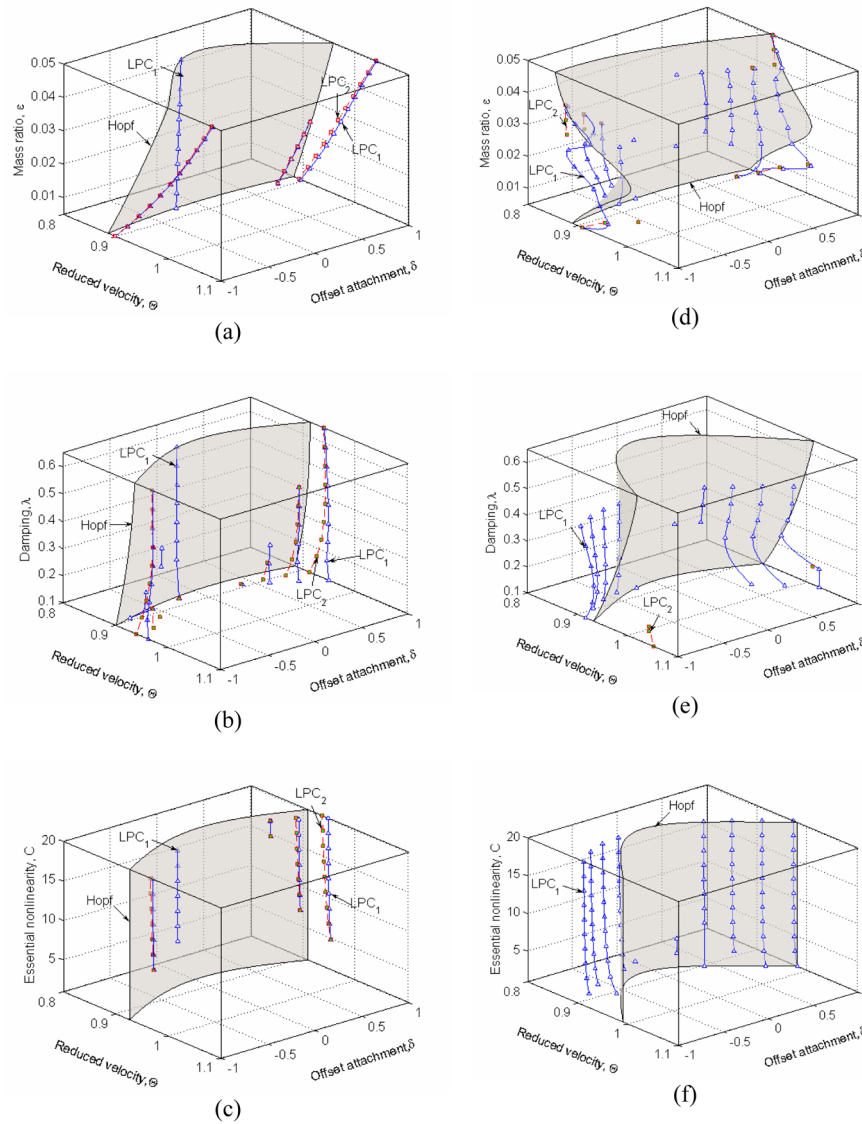 LPC1
LPC2
Hopf
LPC1
Mass ratio, ε
0.05
0.04
0.03
0.02
0.01
0.8
0.9
1
1.1
Reduced velocity, Θ
-1
-0.5
0
0.5
1
Offset attachment, δ
(a)
LPC2
LPC1
Hopf
Mass ratio, ε
0.05
0.04
0.03
0.02
0.01
0.8
0.9
1
1.1
Reduced velocity, Θ
-1
-0.5
0
0.5
1
Offset attachment, δ
(d)
LPC1
Hopf
LPC1
LPC2
Damping, λ
0.6
0.5
0.4
0.3
0.2
0.1
0.8
0.9
1
1.1
Reduced velocity, Θ
-1
-0.5
0
0.5
1
Offset attachment, δ
(b)
Hopf
LPC1
LPC2
Damping, λ
0.6
0.5
0.4
0.3
0.2
0.1
0.8
0.9
1
1.1
Reduced velocity, Θ
-1
-0.5
0
0.5
1
Offset attachment, δ
(e)
LPC2
LPC1
Hopf
LPC1
Essential nonlinearity, C
20
15
10
5
0.8
0.9
1
1.1
Reduced velocity, Θ
-1
-0.5
0
0.5
1
Offset attachment, δ
(c)
Hopf
LPC1
Essential nonlinearity, C
20
15
10
5
0.8
0.9
1
1.1
Reduced velocity, Θ
-1
-0.5
0
0.5
Offset attachment, δ
(f)